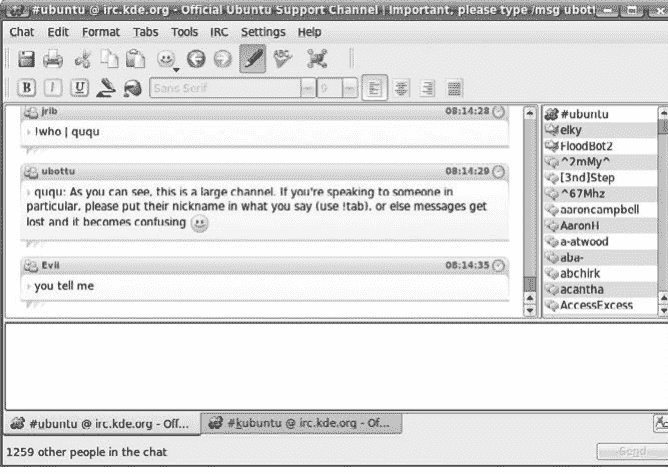 #ubuntu @ irc.kde.org - Official Ubuntu Support Channel | Important, please type /msg ubott
Chat Edit Format Tabs Tools IRC Settings Help
ABC
B I U Sans Serif 9
jrib 08:14:28
!who | ququ
ubottu 08:14:29
ququ: As you can see, this is a large channel. If you're speaking to someone in
particular, please put their nickname in what you say (use !tab), or else messages get
lost and it becomes confusing
Evil 08:14:35
you tell me
#ubuntu
elky
FloodBot2
^2mMy^
[3nd]Step
^67Mhz
aaroncampbell
AaronH
a-atwood
aba-
abchirk
acantha
AccessExcess
#ubuntu @ irc.kde.org - Off... #kubuntu @ irc.kde.org - Of...
1259 other people in the chat
Send